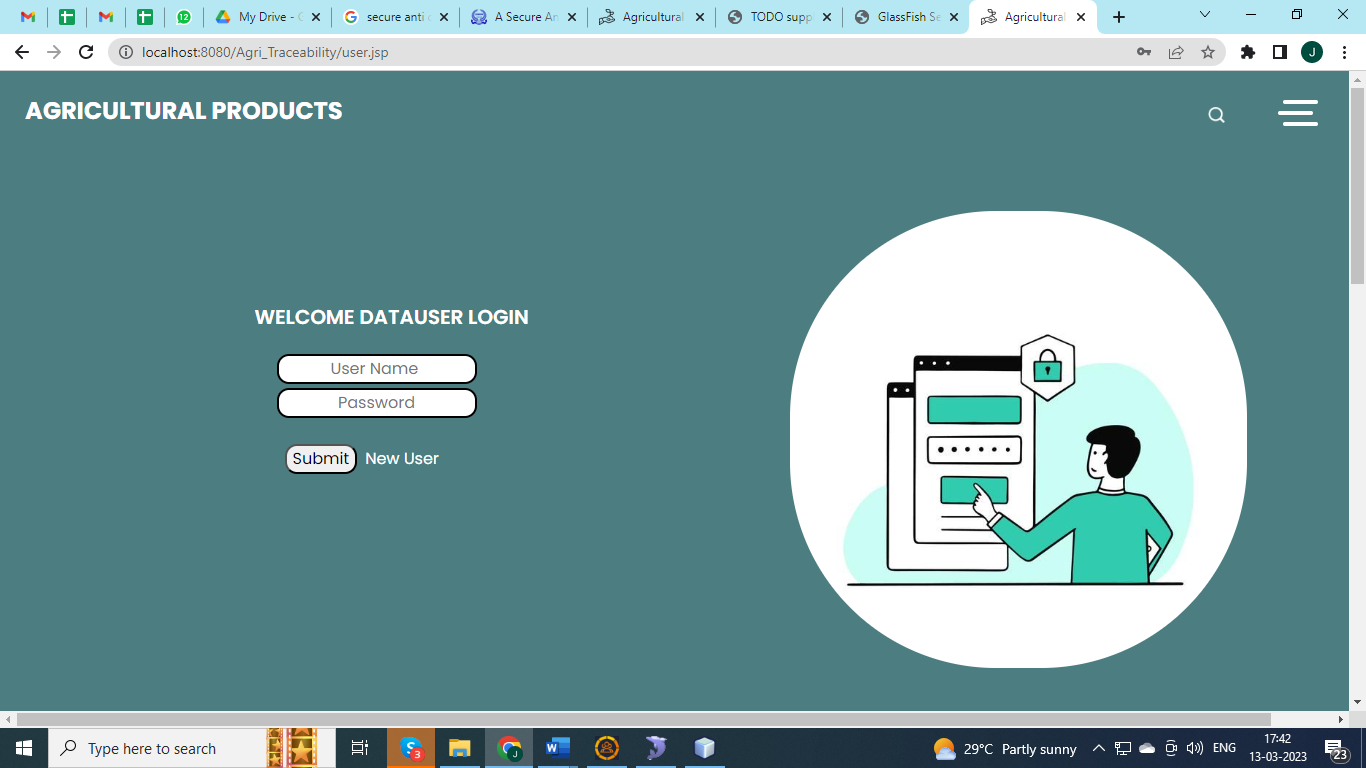 12
My Drive - G
secure anti c
A Secure An
Agricultural
TODO supp
GlassFish Se
Agricultural
localhost:8080/Agri_Traceability/user.jsp
J
AGRICULTURAL PRODUCTS
WELCOME DATAUSER LOGIN
User Name
Password
Submit New User
Type here to search
3
J
29°C Partly sunny
ENG
17:42
13-03-2023
23